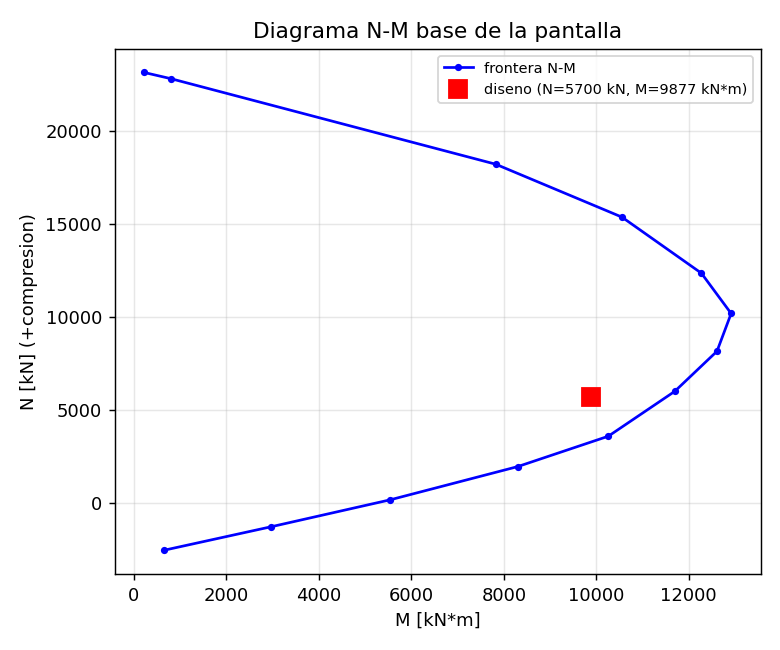 Diagrama N-M base de la pantalla
frontera N-M
diseno (N=5700 kN, M=9877 kN*m)
N [kN] (+compresion)
20000
15000
10000
5000
0
0 2000 4000 6000 8000 10000 12000
M [kN*m]